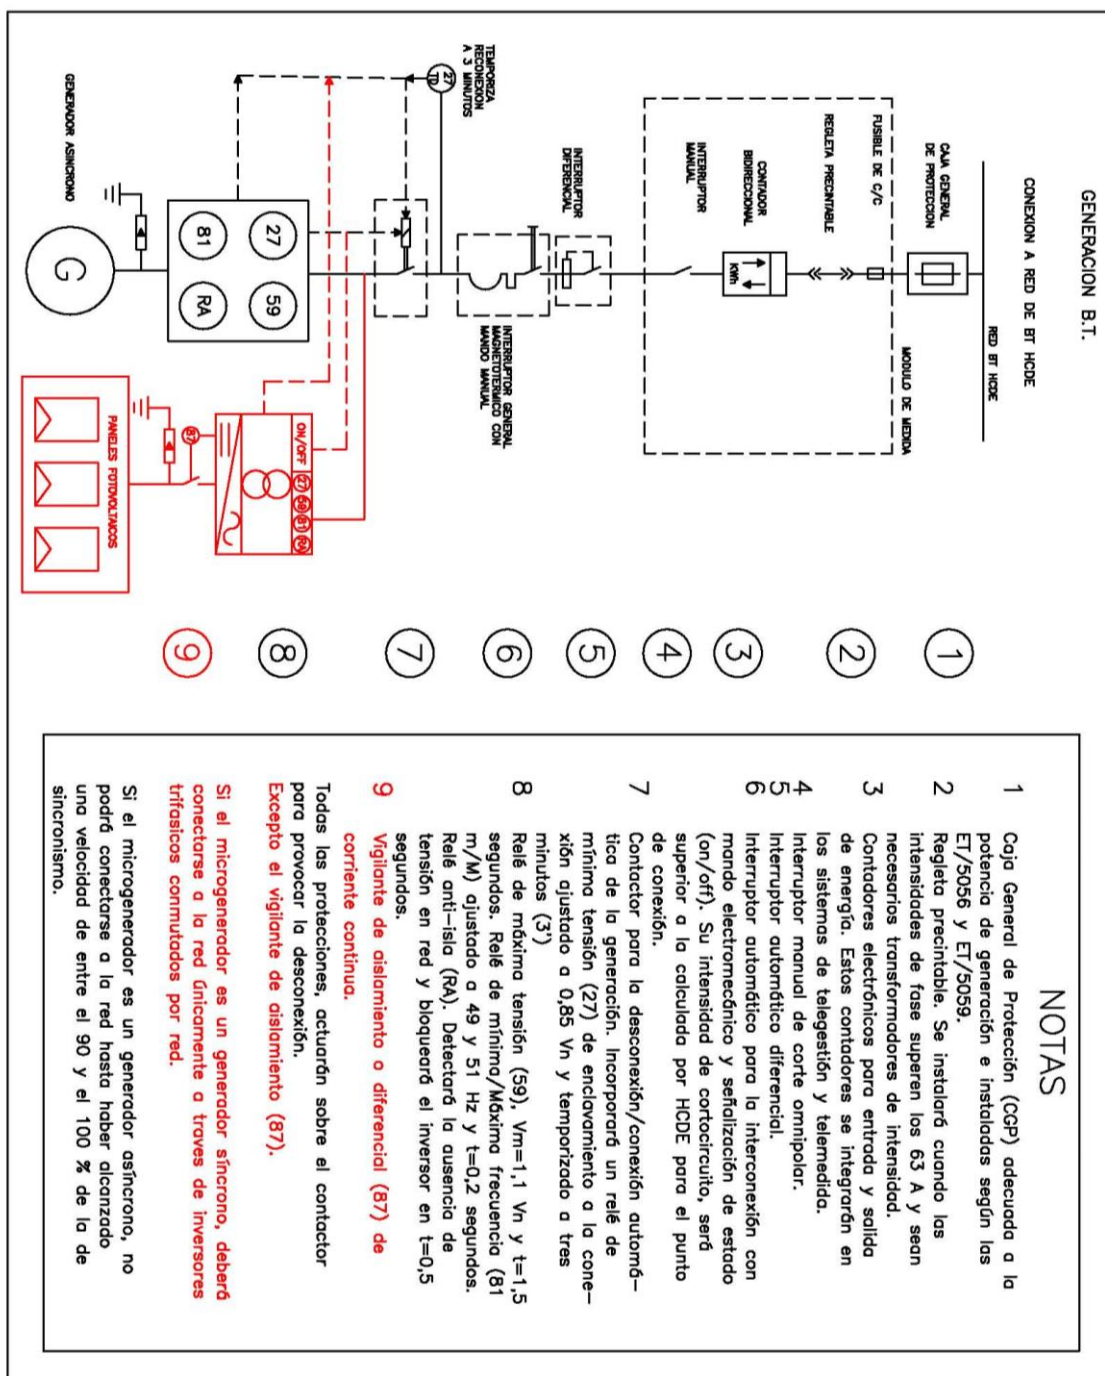 GENERACION B.T.
CONEXION A RED DE BT HCDE
RED BT HCDE
CAJA GENERAL
DE PROTECCION
MODULO DE MEDIDA
FUSIBLE DE C/C
REGLETA PRECINTABLE
CONTADOR
BIDIRECCIONAL
KWh
INTERRUPTOR
MANUAL
INTERRUPTOR
DIFERENCIAL
INTERRUPTOR GENERAL
MAGNETOTERMICO CON
MANDO MANUAL
27
TD
TEMPORIZA
RECONEXION
A 3 MINUTOS
27
59
81
RA
ON/OFF
27
59
81
RA
87
GENERADOR ASINCRONO
G
PANELES FOTOVOLTAICOS
1
2
3
4
5
6
7
8
9
NOTAS
1 Caja General de Protección (CGP) adecuada a la
potencia de generación e instaladas según las
ET/5056 y ET/5059.
2 Regleta precintable. Se instalará cuando las
intensidades de fase superen los 63 A y sean
necesarios transformadores de intensidad.
3 Contadores electrónicos para entrada y salida
de energía. Estos contadores se integrarán en
los sistemas de telegestión y telemedida.
4 Interruptor manual de corte omnipolar.
5 Interruptor automático diferencial.
6 Interruptor automático para la interconexión con
mando electromecánico y señalización de estado
(on/off). Su intensidad de cortocircuito, será
superior a la calculada por HCDE para el punto
de conexión.
7 Contactor para la desconexión/conexión automá-
tica de la generación. Incorporará un relé de
mínima tensión (27) de enclavamiento a la cone-
xión ajustado a 0,85 Vn y temporizado a tres
minutos (3')
8 Relé de máxima tensión (59), Vm=1,1 Vn y t=1,5
segundos. Relé de mínima/Máxima frecuencia (81
m/M) ajustado a 49 y 51 Hz y t=0,2 segundos.
Relé anti-isla (RA). Detectará la ausencia de
tensión en red y bloqueará el inversor en t=0,5
segundos.
9 Vigilante de aislamiento o diferencial (87) de
corriente continua.
Todas las protecciones, actuarán sobre el contactor
para provocar la desconexión.
Excepto el vigilante de aislamiento (87).
Si el microgenerador es un generador síncrono, deberá
conectarse a la red únicamente a traves de inversores
trifasicos conmutados por red.
Si el microgenerador es un generador asíncrono, no
podrá conectarse a la red hasta haber alcanzado
una velocidad de entre el 90 y el 100 % de la de
sincronismo.